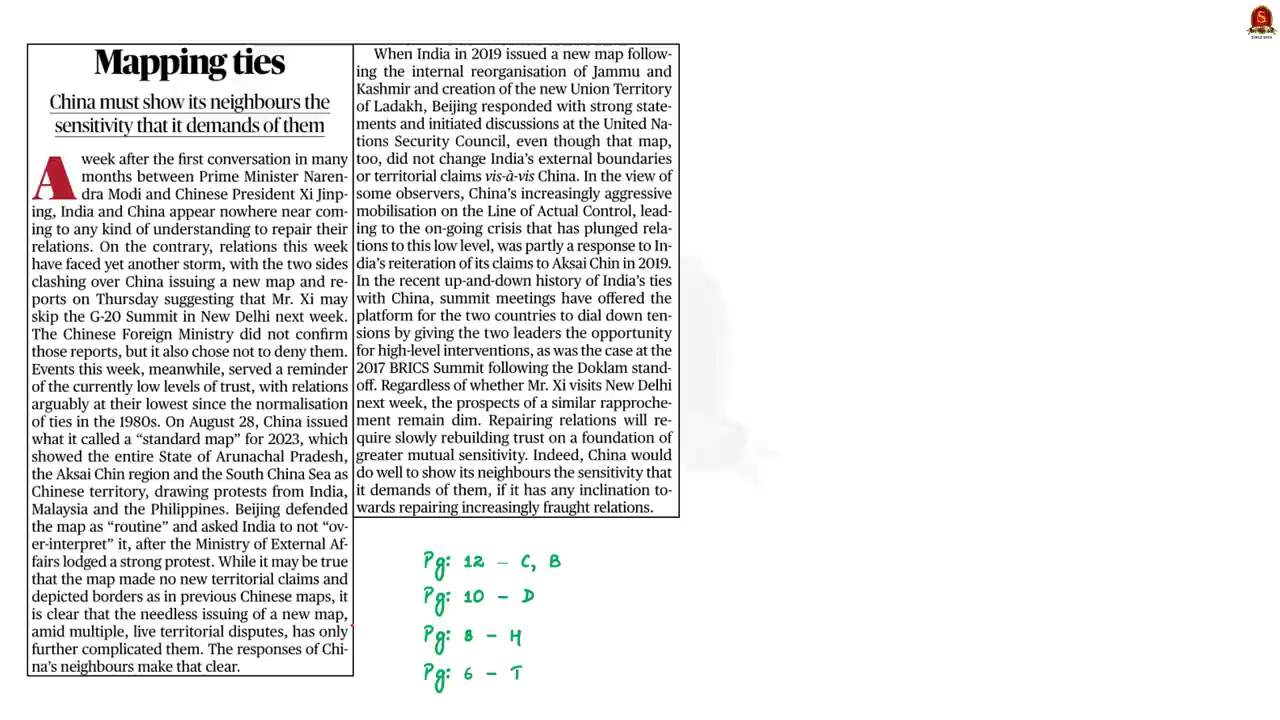 Mapping ties
China must show its neighbours the
sensitivity that it demands of them
A week after the first conversation in many
months between Prime Minister Naren-
dra Modi and Chinese President Xi Jinp-
ing, India and China appear nowhere near com-
ing to any kind of understanding to repair their
relations. On the contrary, relations this week
have faced yet another storm, with the two sides
clashing over China issuing a new map and re-
ports on Thursday suggesting that Mr. Xi may
skip the G-20 Summit in New Delhi next week.
The Chinese Foreign Ministry did not confirm
those reports, but it also chose not to deny them.
Events this week, meanwhile, served a reminder
of the currently low levels of trust, with relations
arguably at their lowest since the normalisation
of ties in the 1980s. On August 28, China issued
what it called a “standard map” for 2023, which
showed the entire State of Arunachal Pradesh,
the Aksai Chin region and the South China Sea as
Chinese territory, drawing protests from India,
Malaysia and the Philippines. Beijing defended
the map as “routine” and asked India to not “ov-
er-interpret” it, after the Ministry of External Af-
fairs lodged a strong protest. While it may be true
that the map made no new territorial claims and
depicted borders as in previous Chinese maps, it
is clear that the needless issuing of a new map,
amid multiple, live territorial disputes, has only
further complicated them. The responses of Chi-
na’s neighbours make that clear.
When India in 2019 issued a new map follow-
ing the internal reorganisation of Jammu and
Kashmir and creation of the new Union Territory
of Ladakh, Beijing responded with strong state-
ments and initiated discussions at the United Na-
tions Security Council, even though that map,
too, did not change India’s external boundaries
or territorial claims vis-à-vis China. In the view of
some observers, China’s increasingly aggressive
mobilisation on the Line of Actual Control, lead-
ing to the on-going crisis that has plunged rela-
tions to this low level, was partly a response to In-
dia’s reiteration of its claims to Aksai Chin in 2019.
In the recent up-and-down history of India’s ties
with China, summit meetings have offered the
platform for the two countries to dial down ten-
sions by giving the two leaders the opportunity
for high-level interventions, as was the case at the
2017 BRICS Summit following the Doklam stand-
off. Regardless of whether Mr. Xi visits New Delhi
next week, the prospects of a similar rapproche-
ment remain dim. Repairing relations will re-
quire slowly rebuilding trust on a foundation of
greater mutual sensitivity. Indeed, China would
do well to show its neighbours the sensitivity that
it demands of them, if it has any inclination to-
wards repairing increasingly fraught relations.
Pg: 12 - C, B
Pg: 10 - D
Pg: 8 - H
Pg: 6 - T